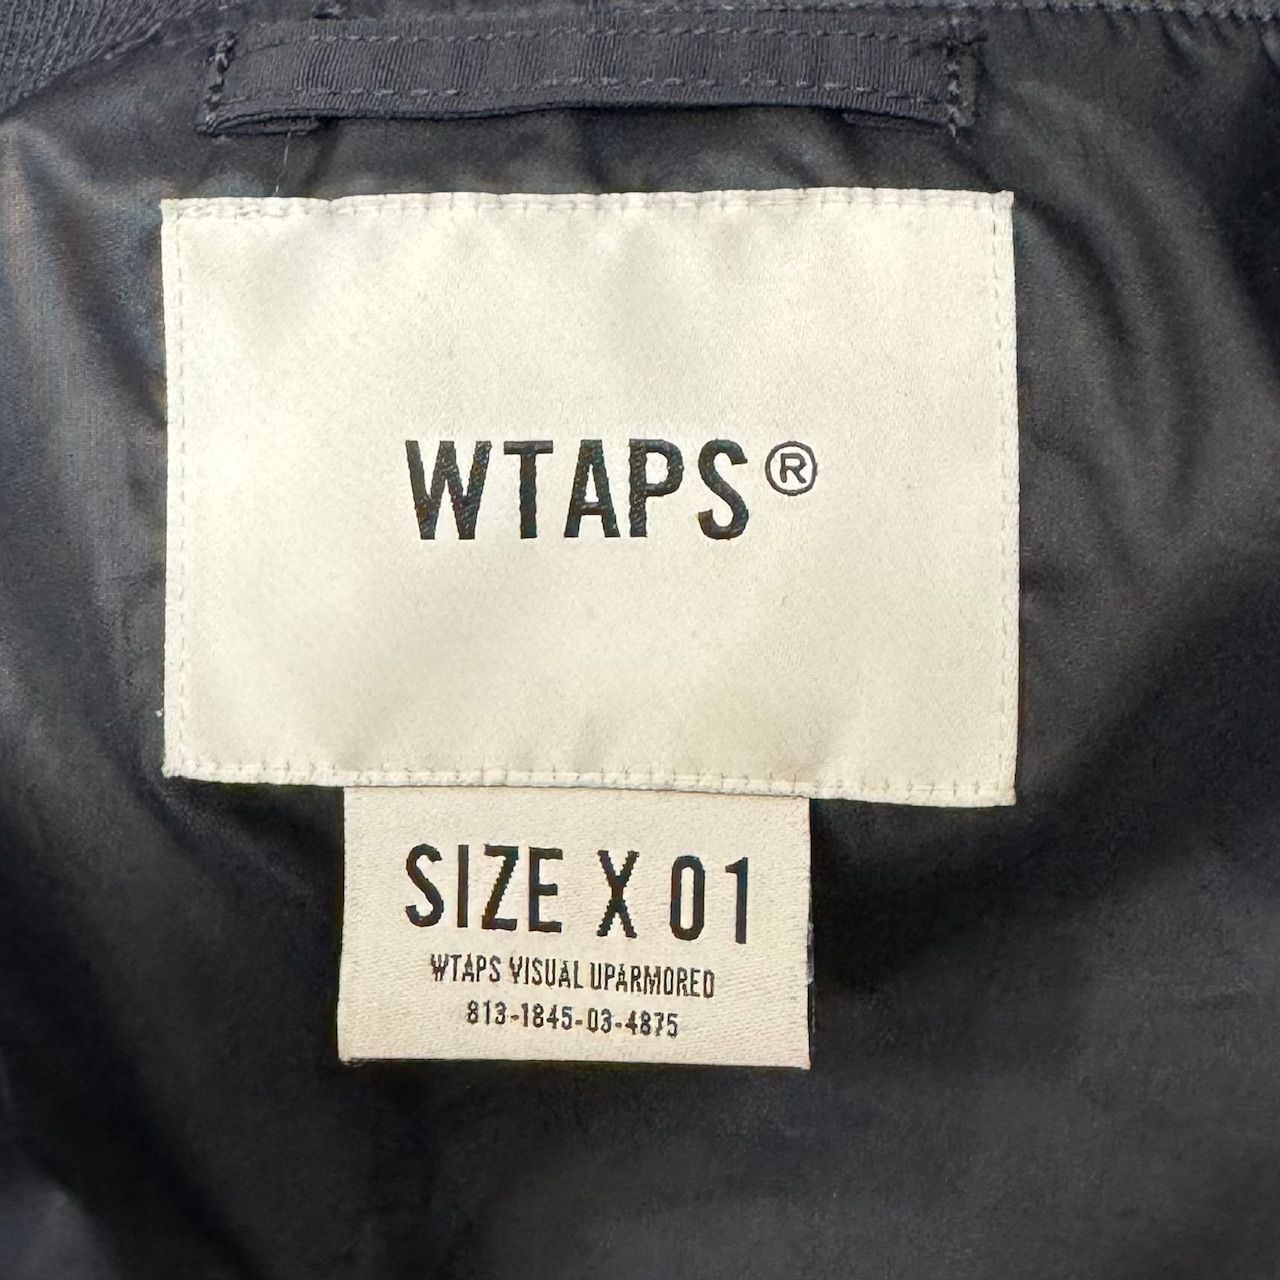 WTAPS®
SIZE X 01
WTAPS VISUAL UPARMORED
813-1845-03-4875